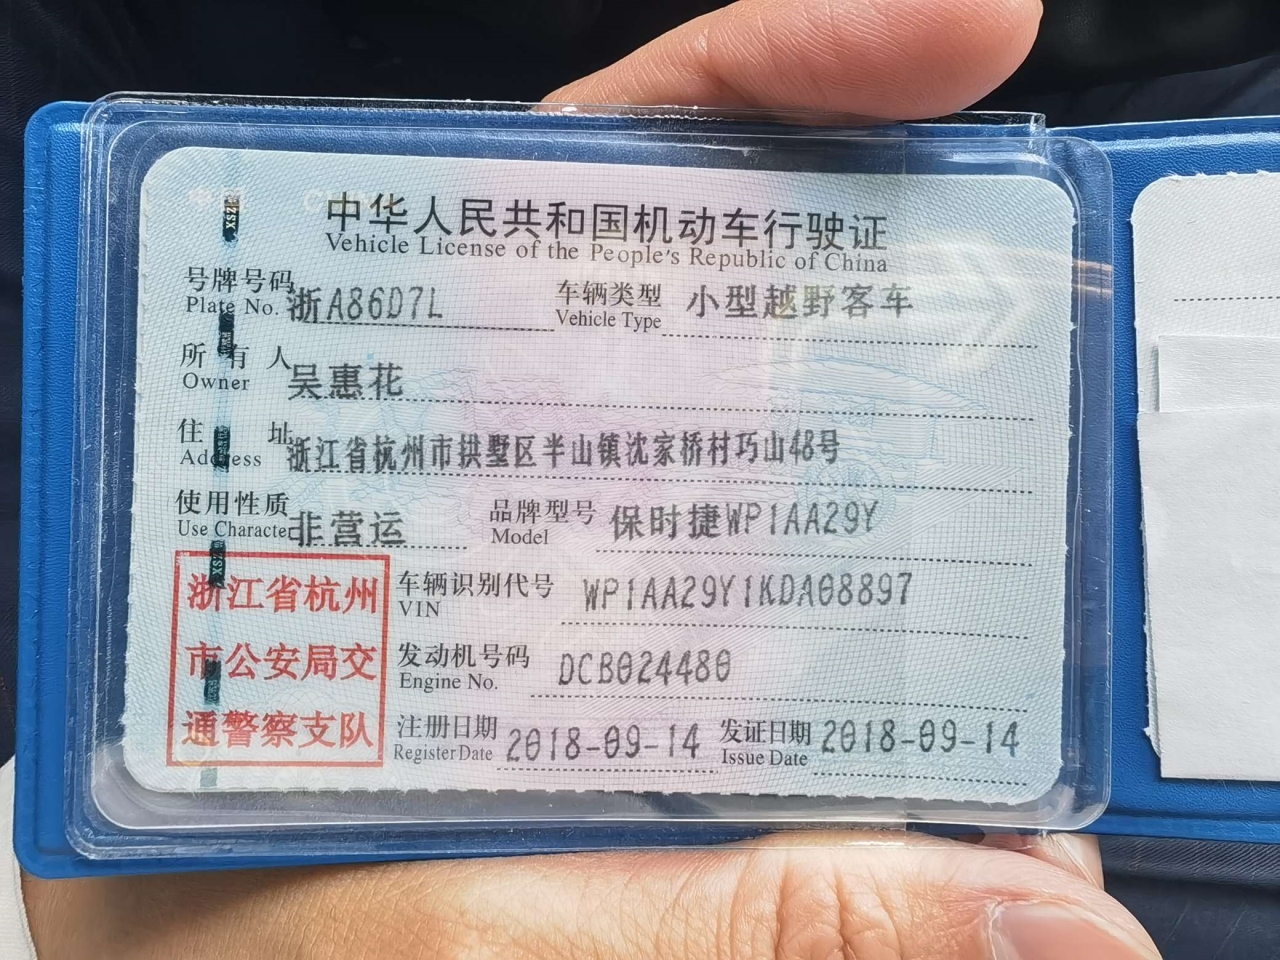 中华人民共和国机动车行驶证
Vehicle License of the People's Republic of China
号牌号码 浙A86D7L 车辆类型 小型越野客车
Plate No. Vehicle Type
所有人 吴惠花
Owner
住址 浙江省杭州市拱墅区半山镇沈家桥村巧山48号
Address
使用性质 非营运 品牌型号 保时捷WP1AA29Y
Use Characte Model
浙江省杭州
市公安局交
通警察支队
车辆识别代号 WP1AA29Y1KDA08897
VIN
发动机号码 DCB024480
Engine No.
注册日期 2018-09-14 发证日期 2018-09-14
Register Date Issue Date